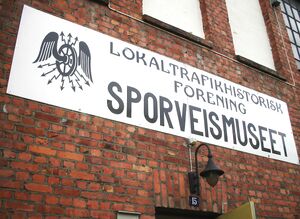 LOKALTRAFIKHISTORISK
FORENING
SPORVEISMUSEET
15